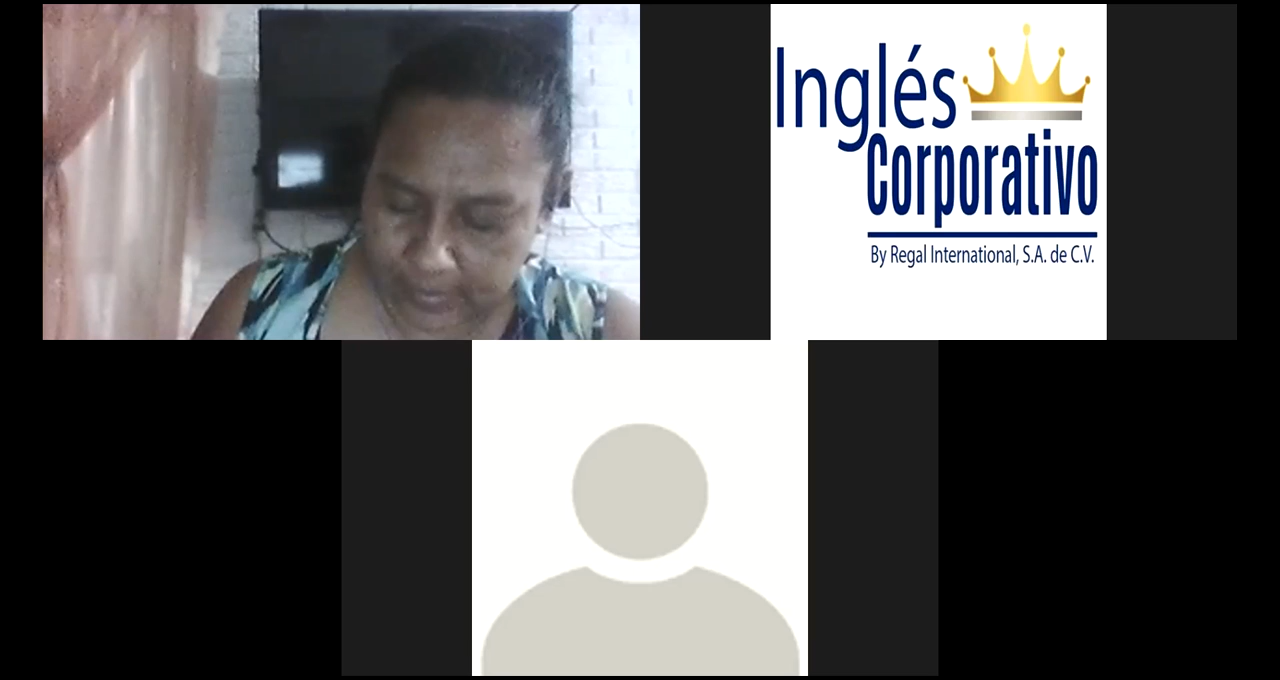 Inglés
Corporativo
By Regal International, S.A. de C.V.